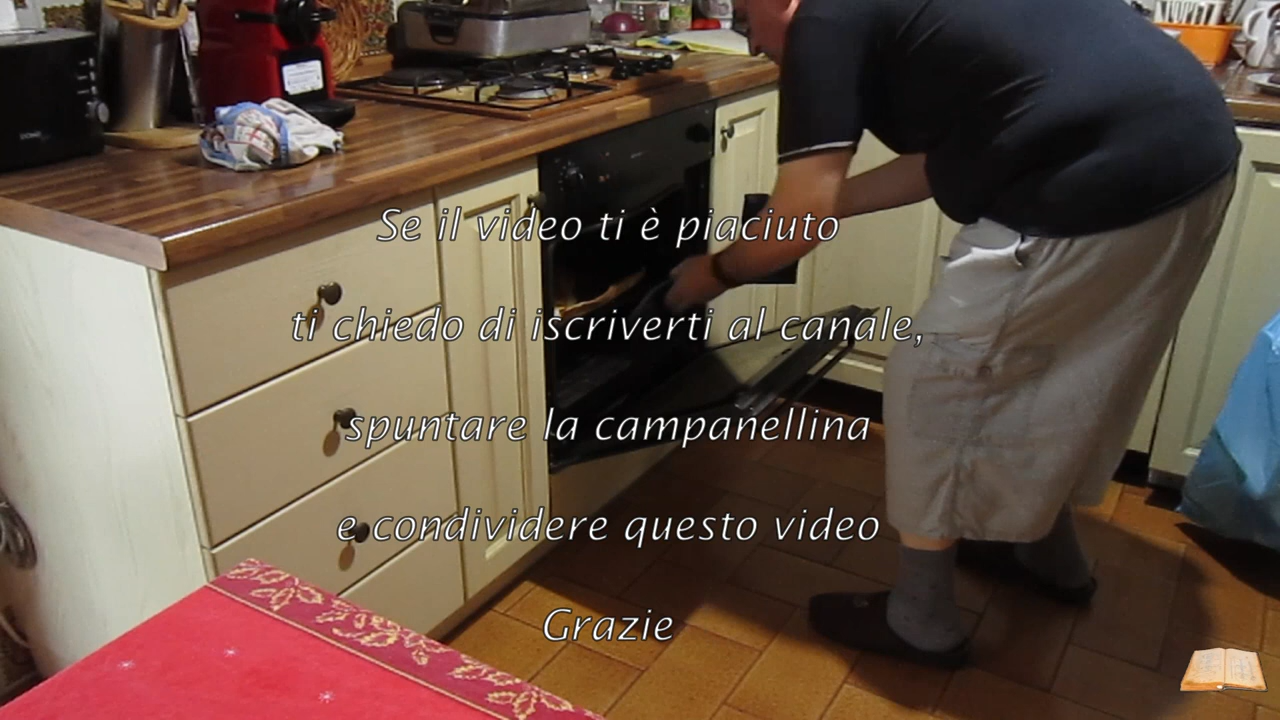 Se il video ti è piaciuto
ti chiedo di iscriverti al canale,
spuntare la campanellina
e condividere questo video
Grazie